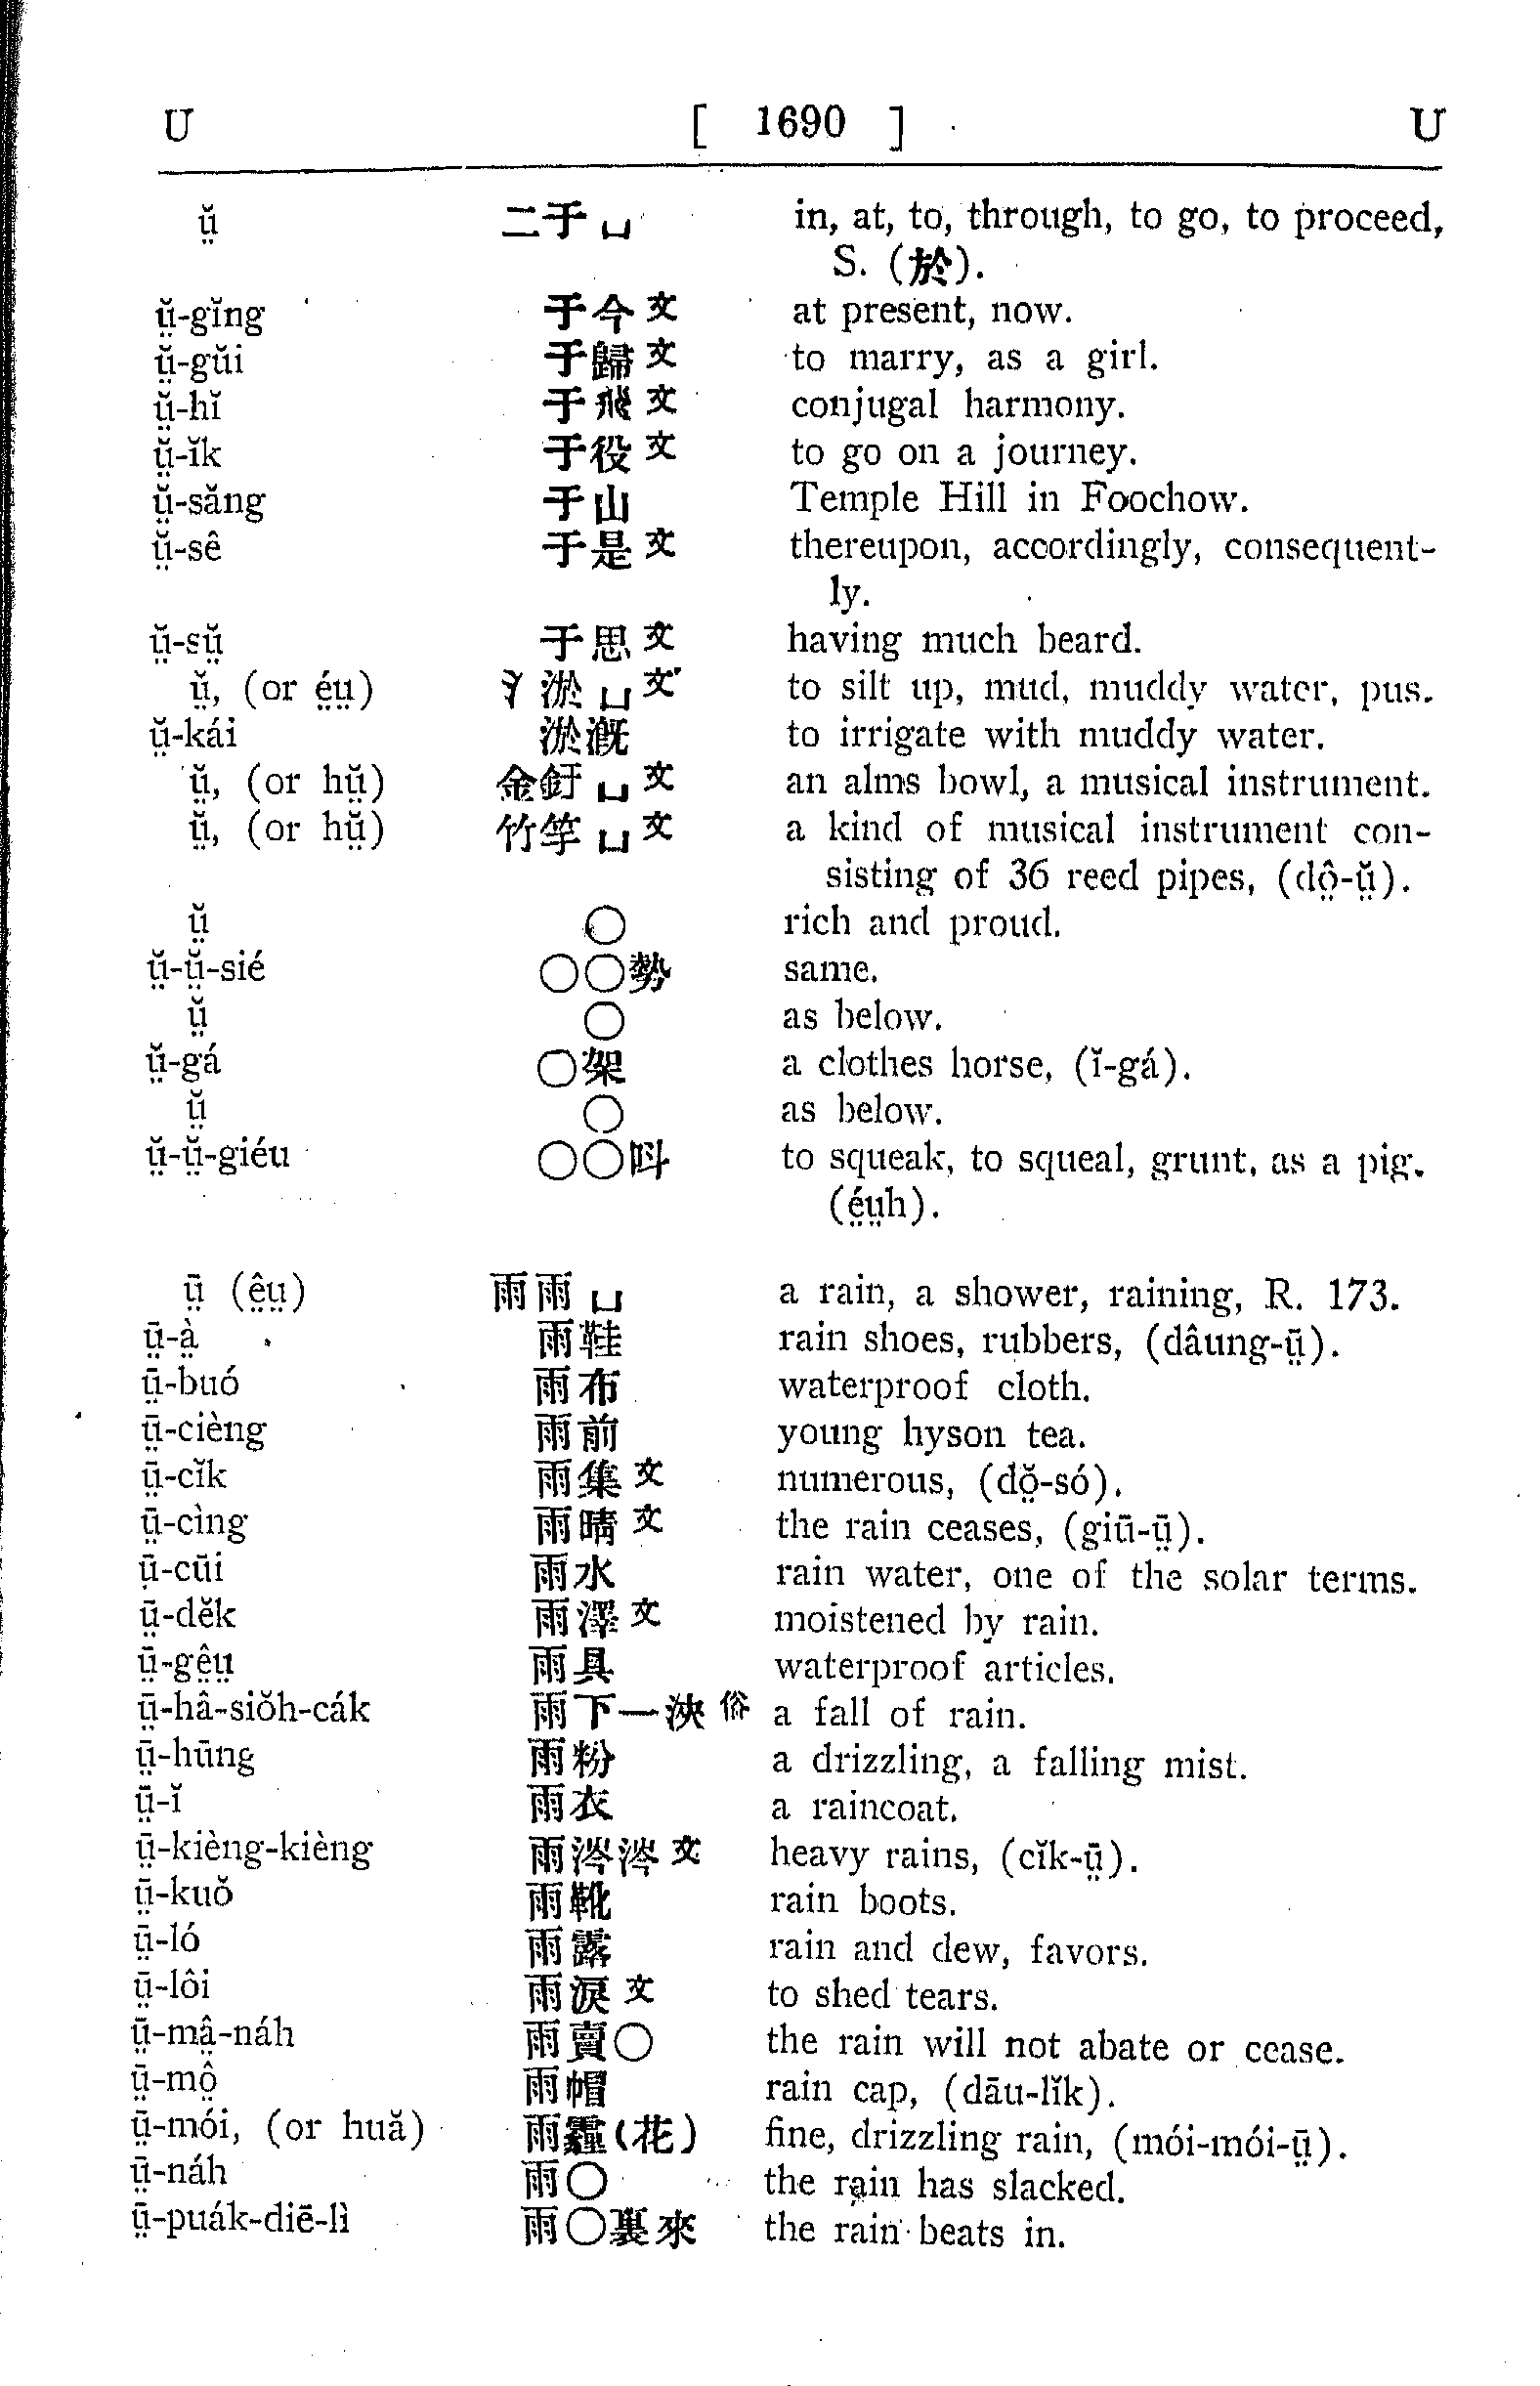 U [ 1690 ] U
ṳ̆ 二于ㄩ in, at, to, through, to go, to proceed,
S. (於).
ṳ̆-gĭng 于今文 at present, now.
ṳ̆-gŭi 于歸文 to marry, as a girl.
ṳ̆-hĭ 于飛文 conjugal harmony.
ṳ̆-ĭk 于役文 to go on a journey.
ṳ̆-săng 于山 Temple Hill in Foochow.
ṳ̆-sê 于是文 thereupon, accordingly, consequent-
ly.
ṳ̆-sṳ̆ 于思文 having much beard.
ṳ̆, (or é̤ṳ) 氵淤ㄩ文 to silt up, mud, muddy water, pus.
ṳ̆-kái 淤溉 to irrigate with muddy water.
ṳ̆, (or hṳ̆) 金釪ㄩ文 an alms bowl, a musical instrument.
ṳ̆, (or hṳ̆) 竹竽ㄩ文 a kind of musical instrument con-
sisting of 36 reed pipes, (dô̤-ṳ̆).
ṳ̆ ○ rich and proud.
ṳ̆-ṳ̆-sié ○○勢 same.
ṳ̆ ○ as below.
ṳ̆-gá ○架 a clothes horse, (ĭ-gá).
ṳ̆ ○ as below.
ṳ̆-ṳ̆-giéu ○○呌 to squeak, to squeal, grunt, as a pig.
(é̤ṳh).
ṳ̄ (ê̤ṳ) 雨雨ㄩ a rain, a shower, raining, R. 173.
ṳ̄-à̤ 雨鞋 rain shoes, rubbers, (dâung-ṳ̄).
ṳ̄-buó 雨布 waterproof cloth.
ṳ̄-cièng 雨前 young hyson tea.
ṳ̄-cĭk 雨集文 numerous, (dŏ̤-só).
ṳ̄-cìng 雨晴文 the rain ceases, (giū-ṳ̄).
ṳ̄-cūi 雨水 rain water, one of the solar terms.
ṳ̄-dĕk 雨澤文 moistened by rain.
ṳ̄-gê̤ṳ 雨具 waterproof articles.
ṳ̄-hâ-siŏh-cák 雨下一浹俗 a fall of rain.
ṳ̄-hūng 雨粉 a drizzling, a falling mist.
ṳ̄-ĭ 雨衣 a raincoat.
ṳ̄-kièng-kièng 雨涔涔文 heavy rains, (cĭk-ṳ̄).
ṳ̄-kuŏ 雨靴 rain boots.
ṳ̄-ló 雨露 rain and dew, favors.
ṳ̄-lôi 雨淚文 to shed tears.
ṳ̄-mâ̤-náh 雨賣○ the rain will not abate or cease.
ṳ̄-mô̤ 雨帽 rain cap, (dāu-lĭk).
ṳ̄-mói, (or huă) 雨霾(花) fine, drizzling rain, (mói-mói-ṳ̄).
ṳ̄-náh 雨○ the rain has slacked.
ṳ̄-puák-diē-lì 雨○裏來 the rain beats in.